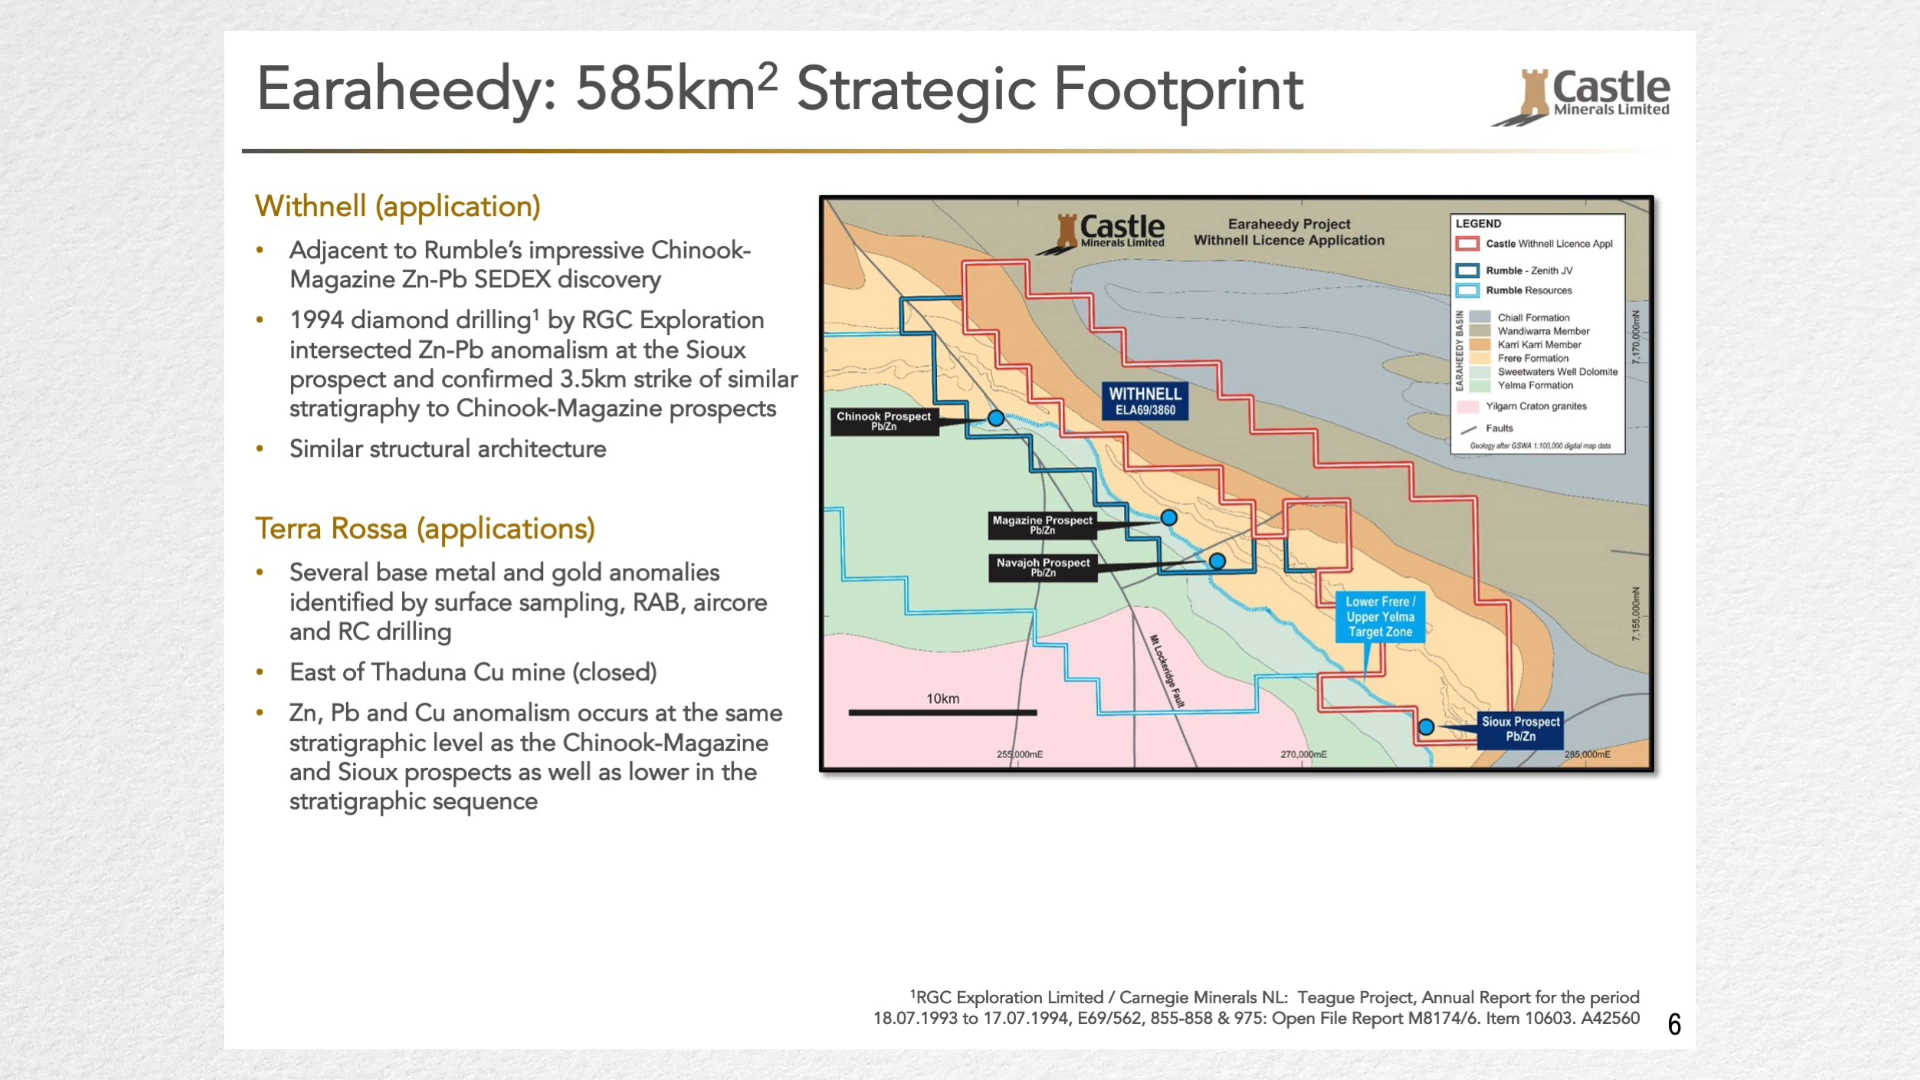 Earaheedy: 585km² Strategic Footprint
Castle
Minerals Limited
Withnell (application)
• Adjacent to Rumble’s impressive Chinook-
Magazine Zn-Pb SEDEX discovery
• 1994 diamond drilling¹ by RGC Exploration
intersected Zn-Pb anomalism at the Sioux
prospect and confirmed 3.5km strike of similar
stratigraphy to Chinook-Magazine prospects
• Similar structural architecture
Terra Rossa (applications)
• Several base metal and gold anomalies
identified by surface sampling, RAB, aircore
and RC drilling
• East of Thaduna Cu mine (closed)
• Zn, Pb and Cu anomalism occurs at the same
stratigraphic level as the Chinook-Magazine
and Sioux prospects as well as lower in the
stratigraphic sequence
Castle
Minerals Limited
Earaheedy Project
Withnell Licence Application
LEGEND
Castle Withnell Licence Appl
Rumble - Zenith JV
Rumble Resources
EARAHEEDY BASIN
Chiall Formation
Wandiwarra Member
Karri Karri Member
Frere Formation
Sweetwaters Well Dolomite
Yelma Formation
Yilgarn Craton granites
Faults
Geology after GSWA 1:100,000 digital map data
7,170,000mN
WITHNELL
ELA69/3860
Chinook Prospect
Pb/Zn
Magazine Prospect
Pb/Zn
Navajoh Prospect
Pb/Zn
Lower Frere /
Upper Yelma
Target Zone
7,155,000mN
Mt Lockeridge Fault
10km
Sioux Prospect
Pb/Zn
255,000mE
270,000mE
285,000mE
¹RGC Exploration Limited / Carnegie Minerals NL: Teague Project, Annual Report for the period
18.07.1993 to 17.07.1994, E69/562, 855-858 & 975: Open File Report M8174/6. Item 10603. A42560
6